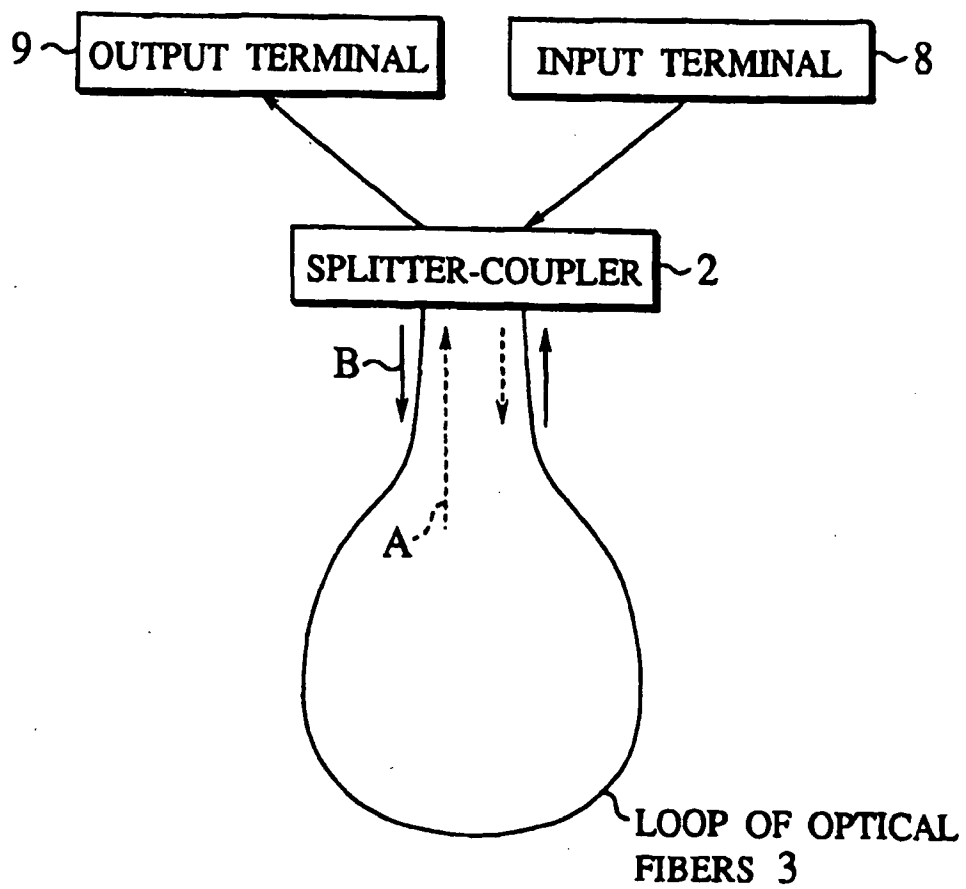 9 OUTPUT TERMINAL
INPUT TERMINAL 8
SPLITTER-COUPLER 2
B
A
LOOP OF OPTICAL
FIBERS 3